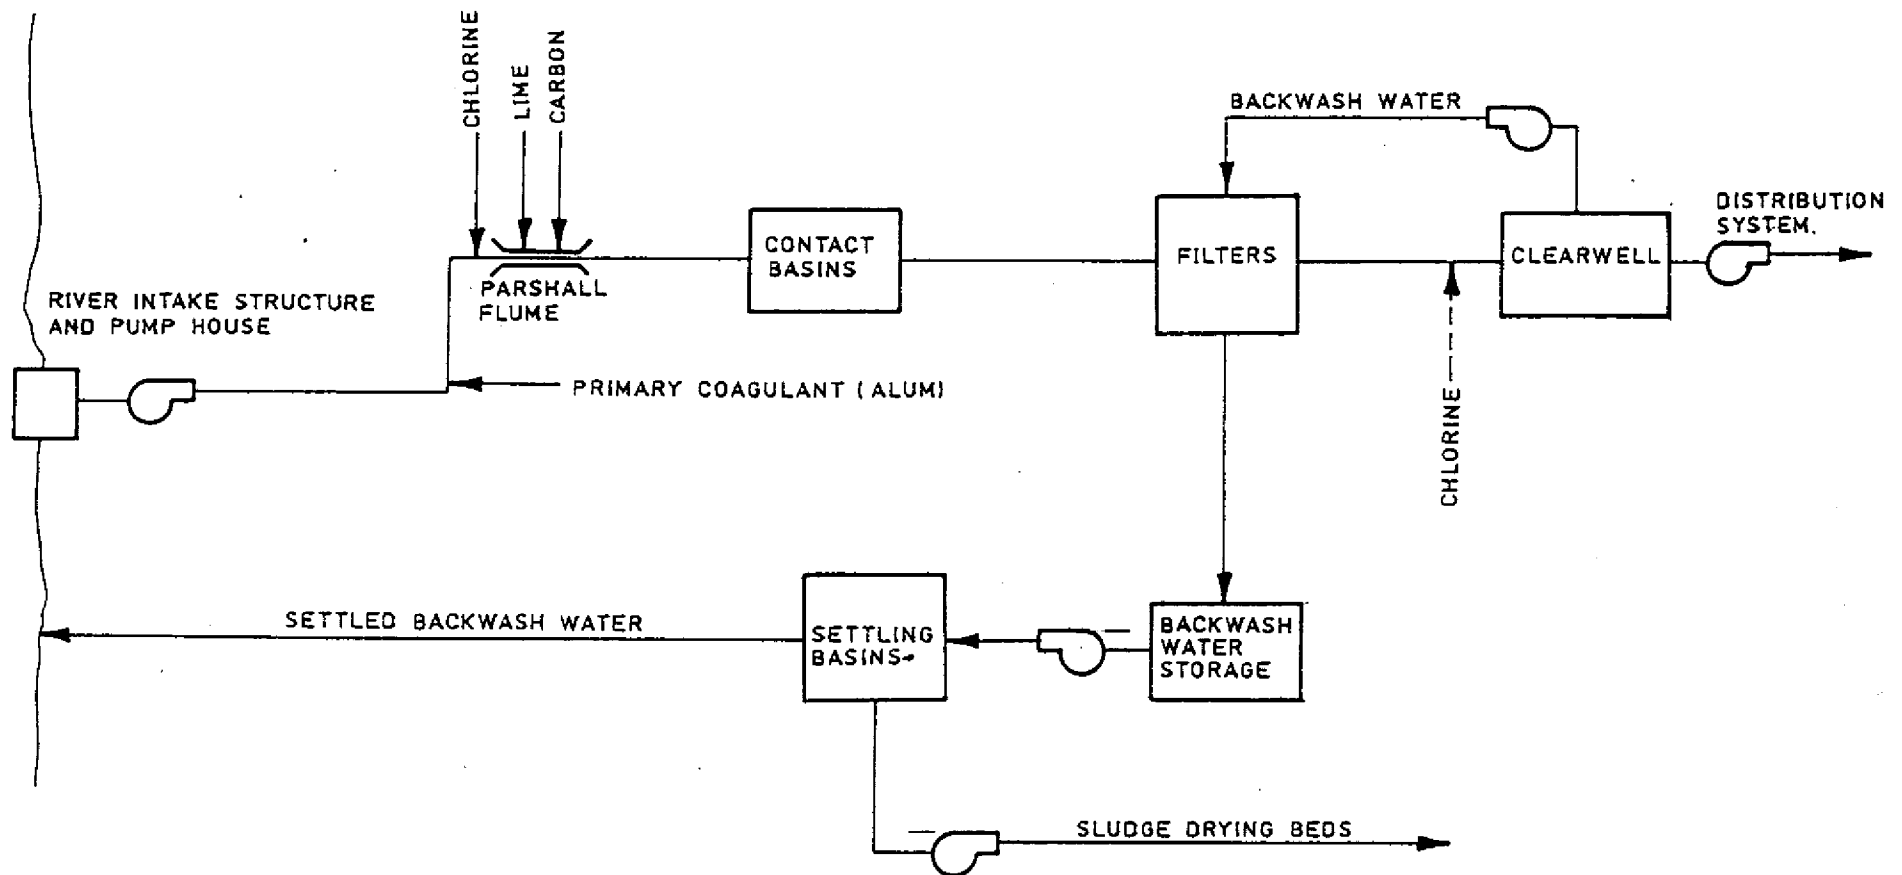 CHLORINE
LIME
CARBON
BACKWASH WATER
DISTRIBUTION
SYSTEM.
CONTACT
BASINS
FILTERS
CLEARWELL
PARSHALL
FLUME
RIVER INTAKE STRUCTURE
AND PUMP HOUSE
PRIMARY COAGULANT (ALUM)
CHLORINE
SETTLED BACKWASH WATER
SETTLING
BASINS
BACKWASH
WATER
STORAGE
SLUDGE DRYING BEDS